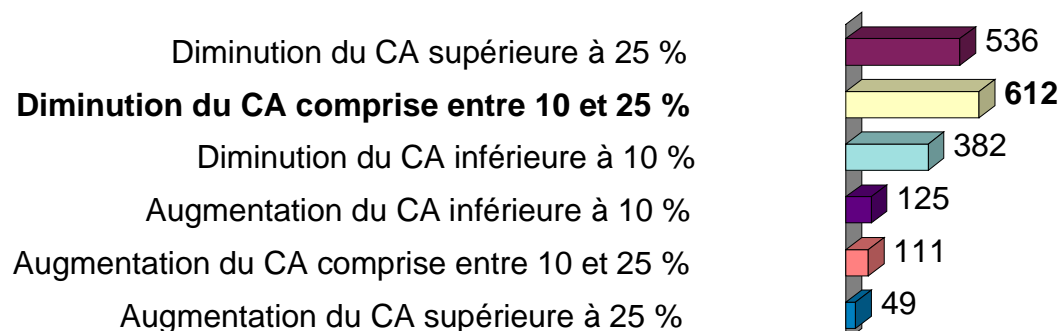 Diminution du CA supérieure à 25 % 536
Diminution du CA comprise entre 10 et 25 % 612
Diminution du CA inférieure à 10 % 382
Augmentation du CA inférieure à 10 % 125
Augmentation du CA comprise entre 10 et 25 % 111
Augmentation du CA supérieure à 25 % 49